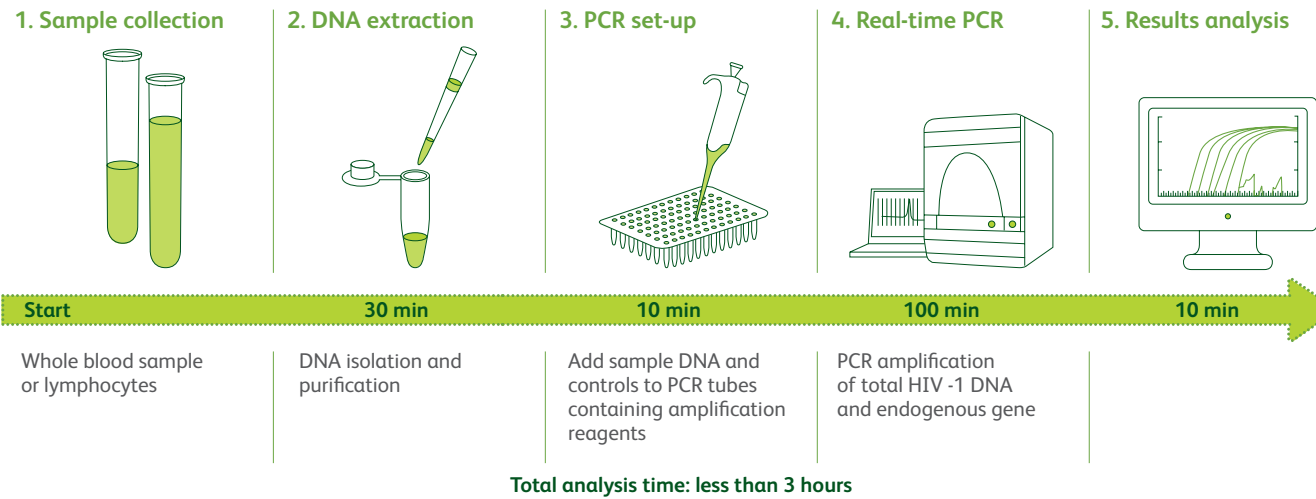 1. Sample collection
2. DNA extraction
3. PCR set-up
4. Real-time PCR
5. Results analysis
Start
30 min
10 min
100 min
10 min
Whole blood sample
or lymphocytes
DNA isolation and
purification
Add sample DNA and
controls to PCR tubes
containing amplification
reagents
PCR amplification
of total HIV -1 DNA
and endogenous gene
Total analysis time: less than 3 hours